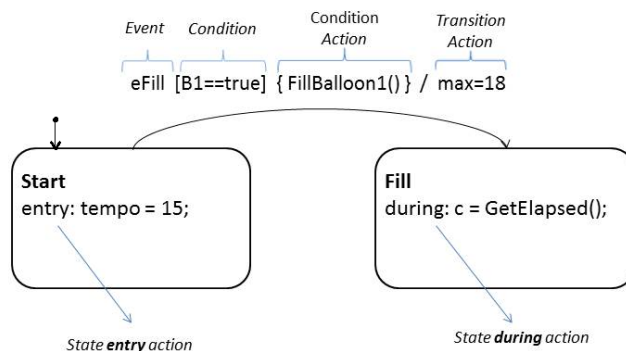 Event Condition Condition Action Transition Action
eFill [B1==true] { FillBalloon1() } / max=18
Start
entry: tempo = 15;
Fill
during: c = GetElapsed();
State entry action
State during action